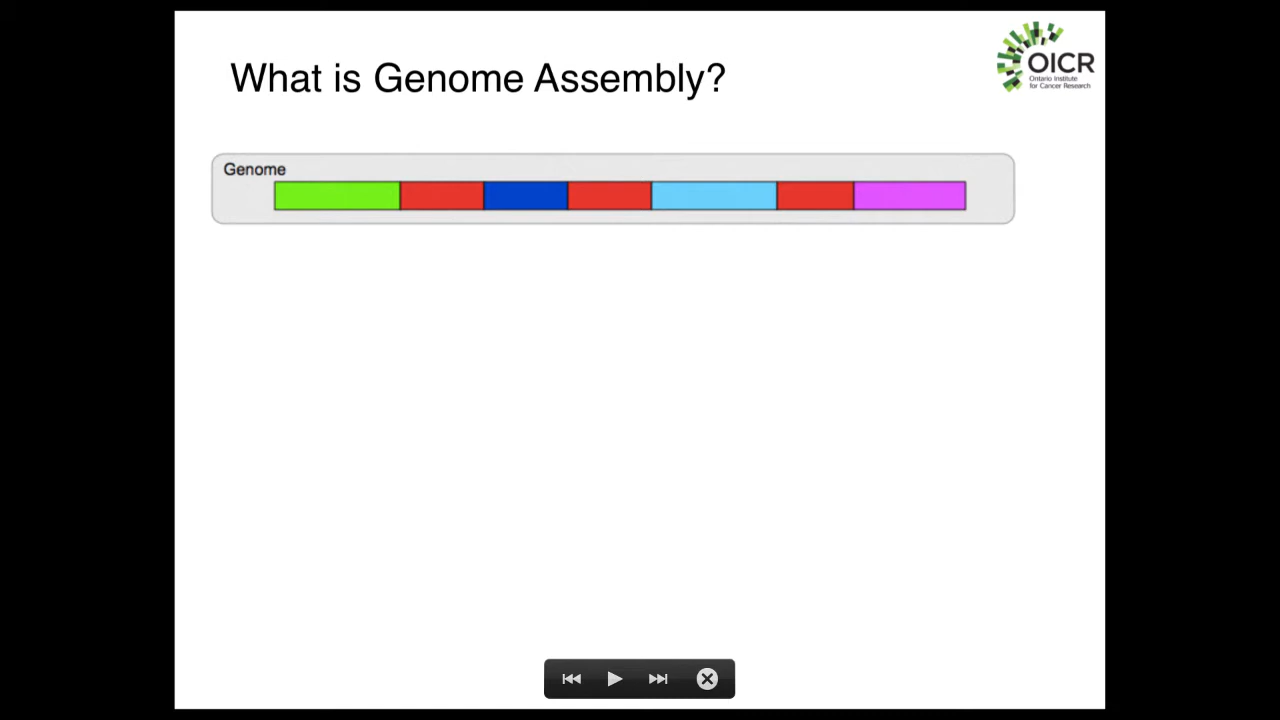 What is Genome Assembly?
OICR
Ontario Institute
for Cancer Research
Genome